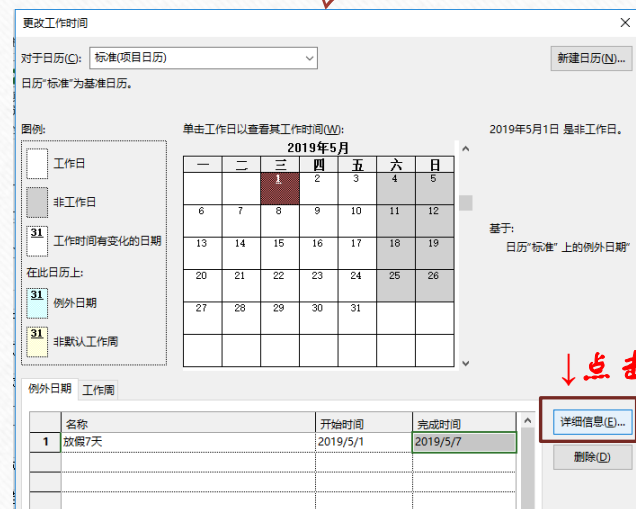 更改工作时间
对于日历(C): 标准(项目日历) 新建日历(N)...
日历"标准"为基准日历。
图例: 单击工作日以查看其工作时间(W): 2019年5月1日 是非工作日。
工作日
非工作日
31 工作时间有变化的日期
在此日历上:
31 例外日期
31 非默认工作周
2019年5月
一 二 三 四 五 六 日
1 2 3 4 5
6 7 8 9 10 11 12
13 14 15 16 17 18 19
20 21 22 23 24 25 26
27 28 29 30 31
基于:
日历"标准" 上的例外日期"
↓点击
例外日期 工作周
名称 开始时间 完成时间
1 放假7天 2019/5/1 2019/5/7
详细信息(E)...
删除(D)